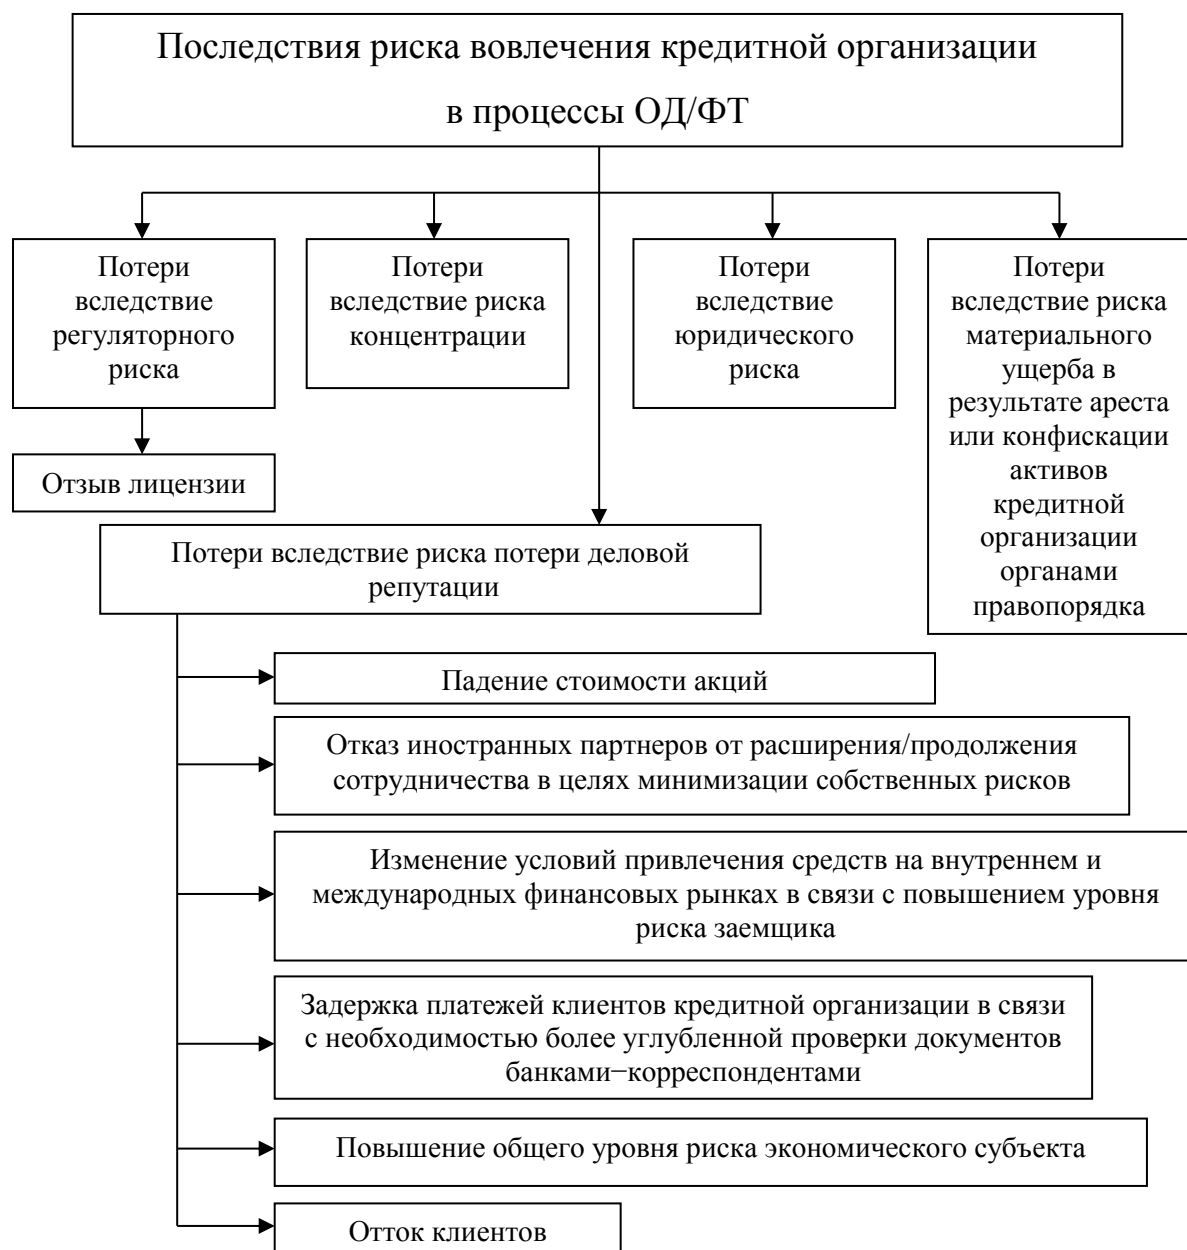 Последствия риска вовлечения кредитной организации
в процессы ОД/ФТ
Потери
вследствие
регуляторного
риска
Потери
вследствие риска
концентрации
Потери
вследствие
юридического
риска
Потери
вследствие риска
материального
ущерба в
результате ареста
или конфискации
активов
кредитной
организации
органами
правопорядка
Отзыв лицензии
Потери вследствие риска потери деловой
репутации
Падение стоимости акций
Отказ иностранных партнеров от расширения/продолжения
сотрудничества в целях минимизации собственных рисков
Изменение условий привлечения средств на внутреннем и
международных финансовых рынках в связи с повышением уровня
риска заемщика
Задержка платежей клиентов кредитной организации в связи
с необходимостью более углубленной проверки документов
банками−корреспондентами
Повышение общего уровня риска экономического субъекта
Отток клиентов